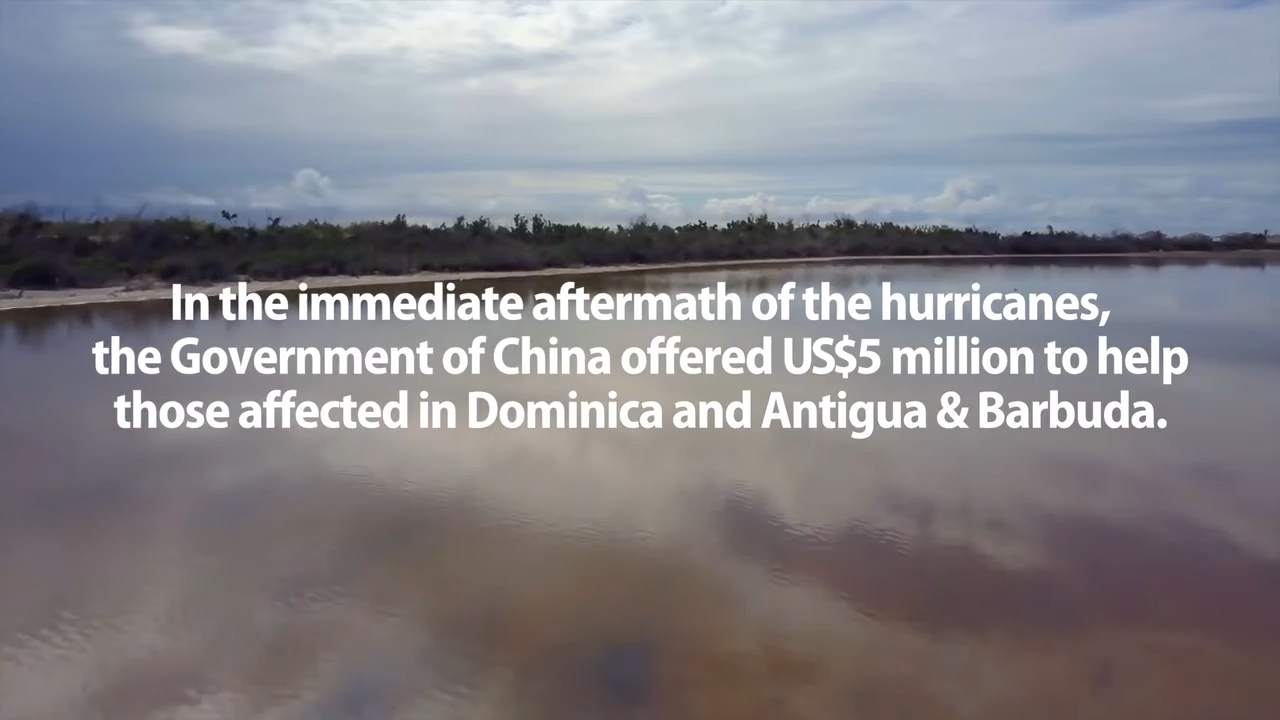 In the immediate aftermath of the hurricanes,
the Government of China offered US$5 million to help
those affected in Dominica and Antigua & Barbuda.